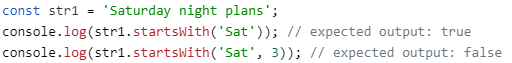 const str1 = 'Saturday night plans';
console.log(str1.startsWith('Sat')); // expected output: true
console.log(str1.startsWith('Sat', 3)); // expected output: false